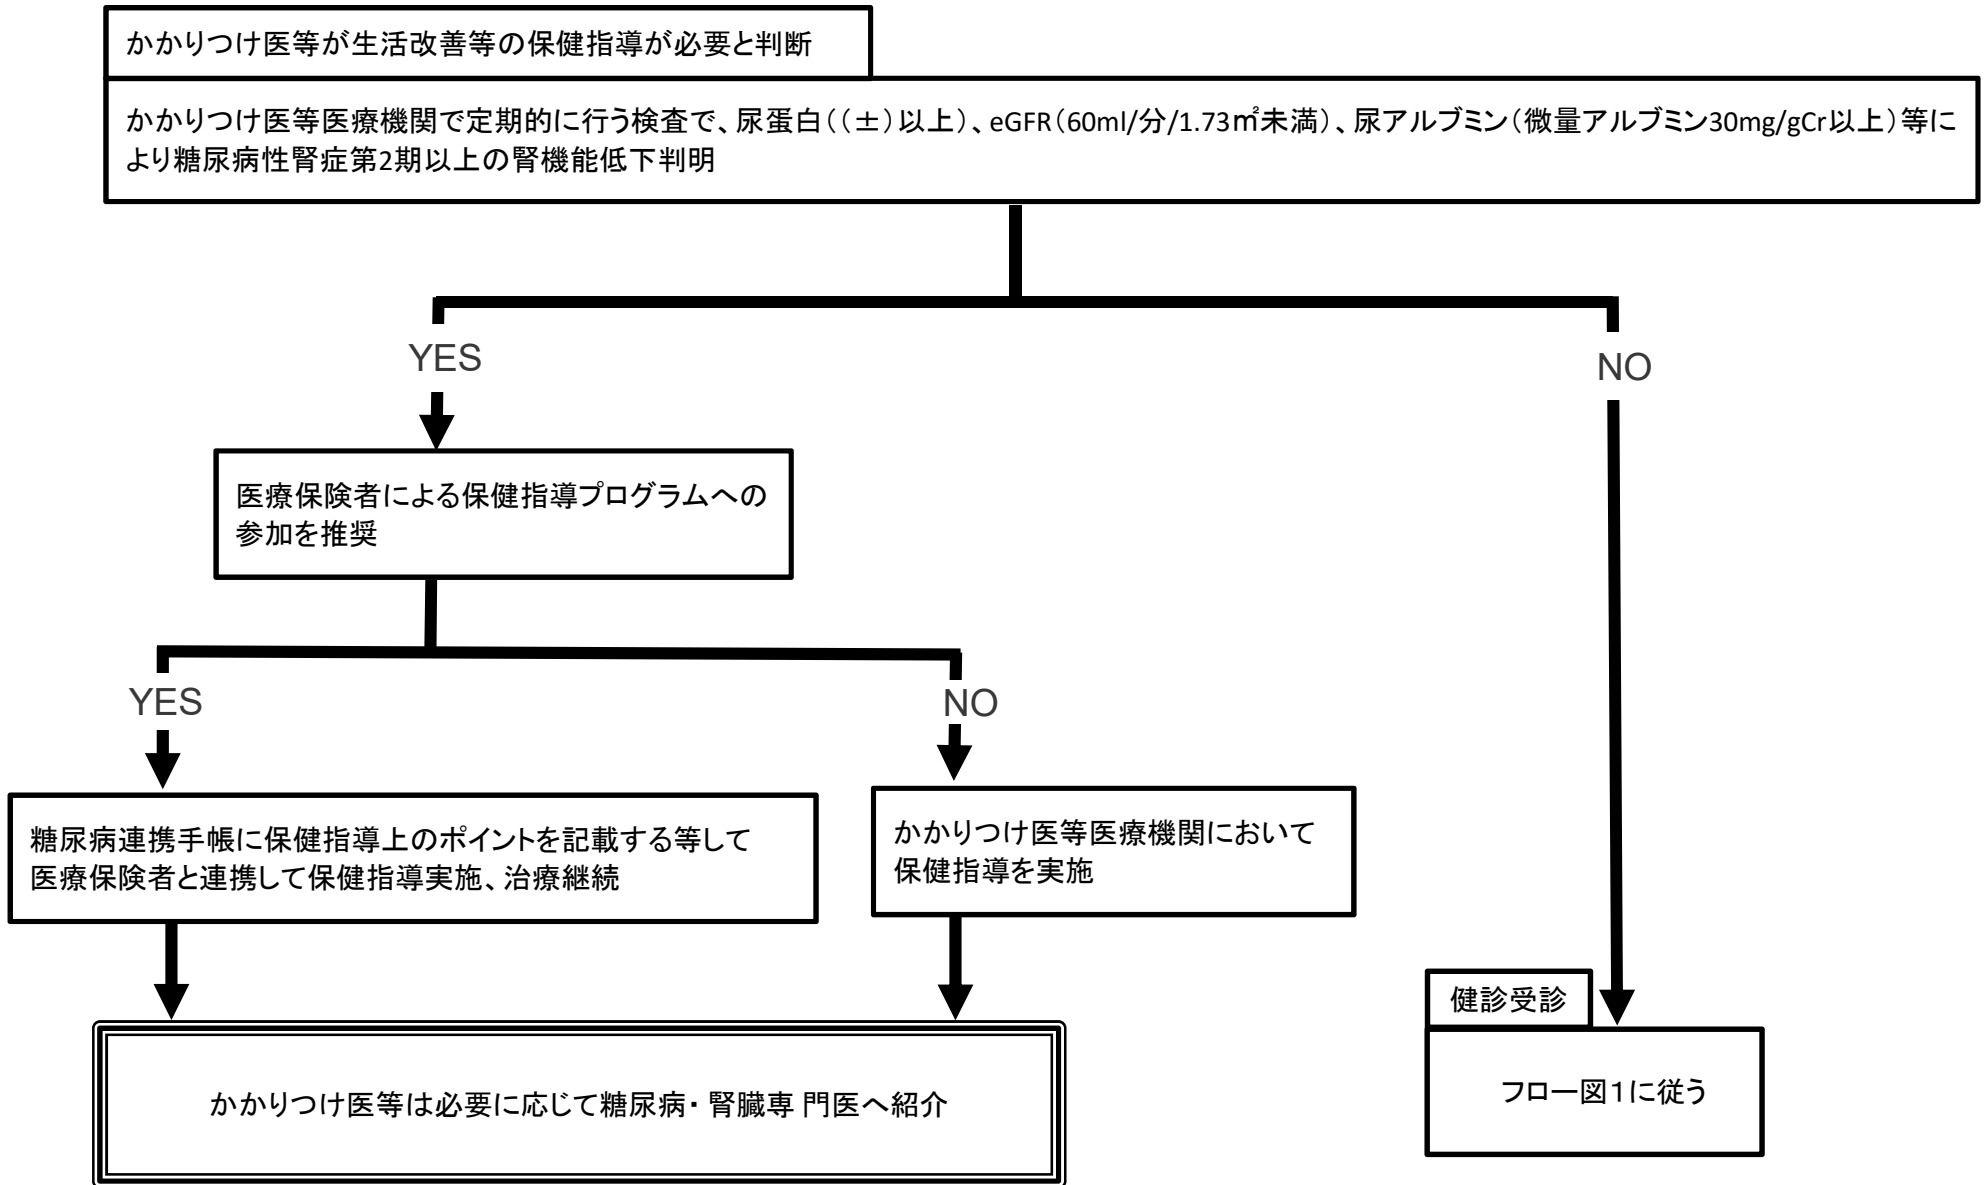 かかりつけ医等が生活改善等の保健指導が必要と判断
かかりつけ医等医療機関で定期的に行う検査で、尿蛋白((±)以上)、eGFR(60ml/分/1.73㎡未満)、尿アルブミン(微量アルブミン30mg/gCr以上)等に
より糖尿病性腎症第2期以上の腎機能低下判明
YES
NO
医療保険者による保健指導プログラムへの
参加を推奨
YES
NO
糖尿病連携手帳に保健指導上のポイントを記載する等して
医療保険者と連携して保健指導実施、治療継続
かかりつけ医等医療機関において
保健指導を実施
健診受診
フロー図1に従う
かかりつけ医等は必要に応じて糖尿病・腎臓専 門医へ紹介